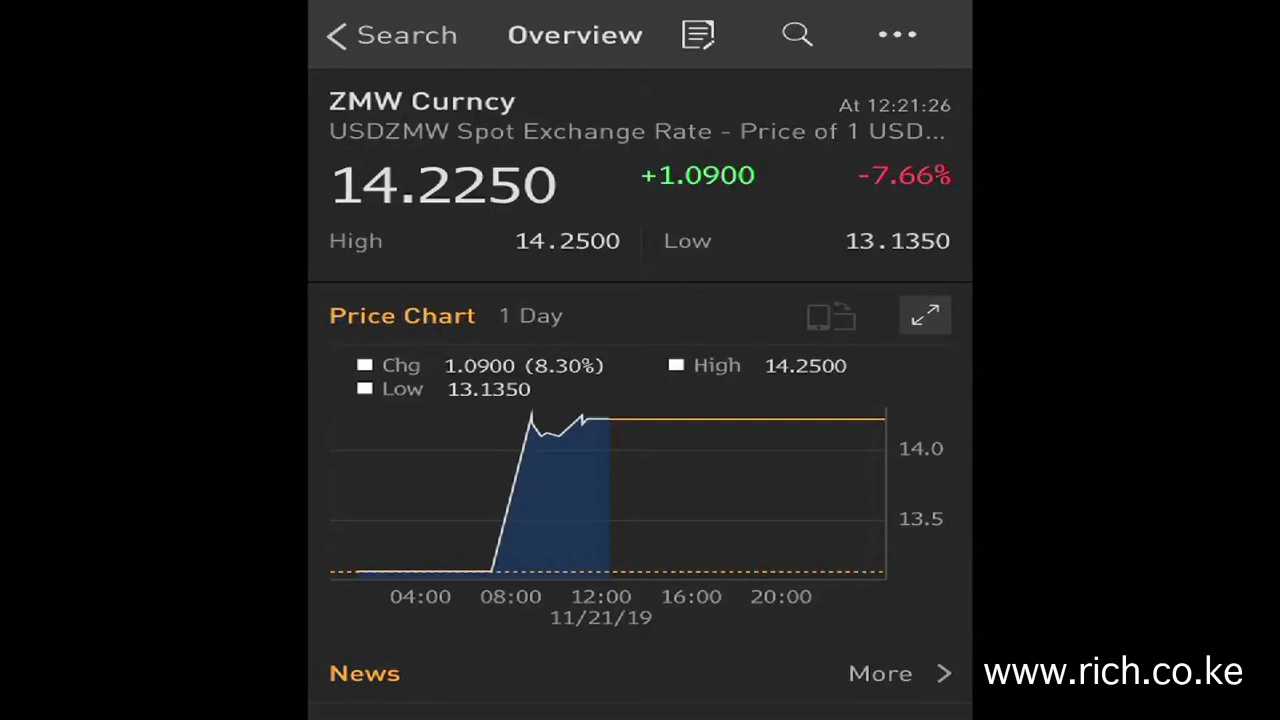 Search Overview
ZMW Curncy At 12:21:26
USDZMW Spot Exchange Rate - Price of 1 USD...
14.2250 +1.0900 -7.66%
High 14.2500 Low 13.1350
Price Chart 1 Day
Chg 1.0900 (8.30%) High 14.2500
Low 13.1350
14.0
13.5
04:00 08:00 12:00 16:00 20:00
11/21/19
News More
www.rich.co.ke